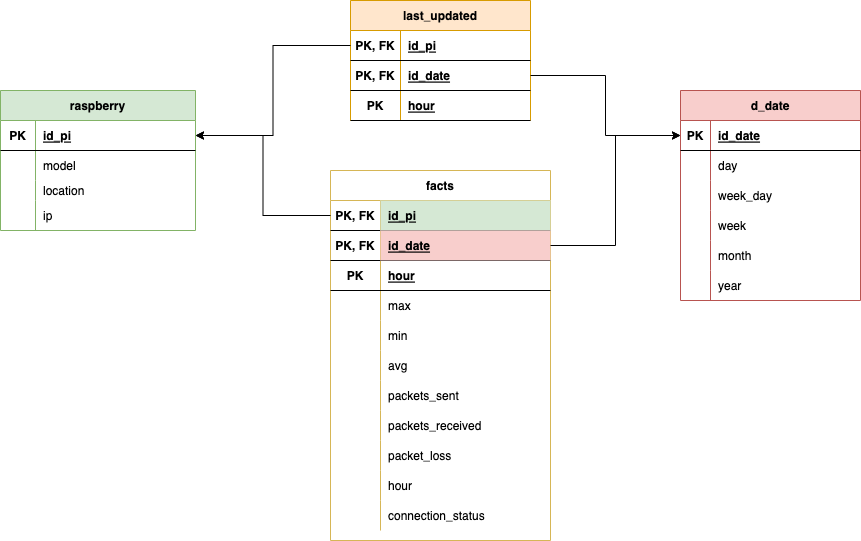 last_updated
PK, FK id_pi
PK, FK id_date
PK hour
raspberry
PK id_pi
model
location
ip
d_date
PK id_date
day
week_day
week
month
year
facts
PK, FK id_pi
PK, FK id_date
PK hour
max
min
avg
packets_sent
packets_received
packet_loss
hour
connection_status